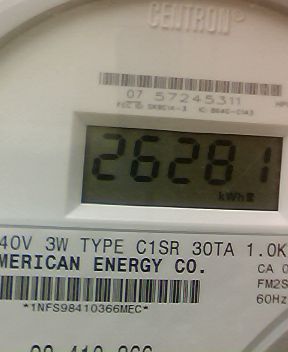 CENTRON®
07 57245311
26281
kWh
40V 3W TYPE C1SR 30TA 1.0K
MERICAN ENERGY CO.
CA 0
FM2S
60Hz
*1NFS98410366MEC*